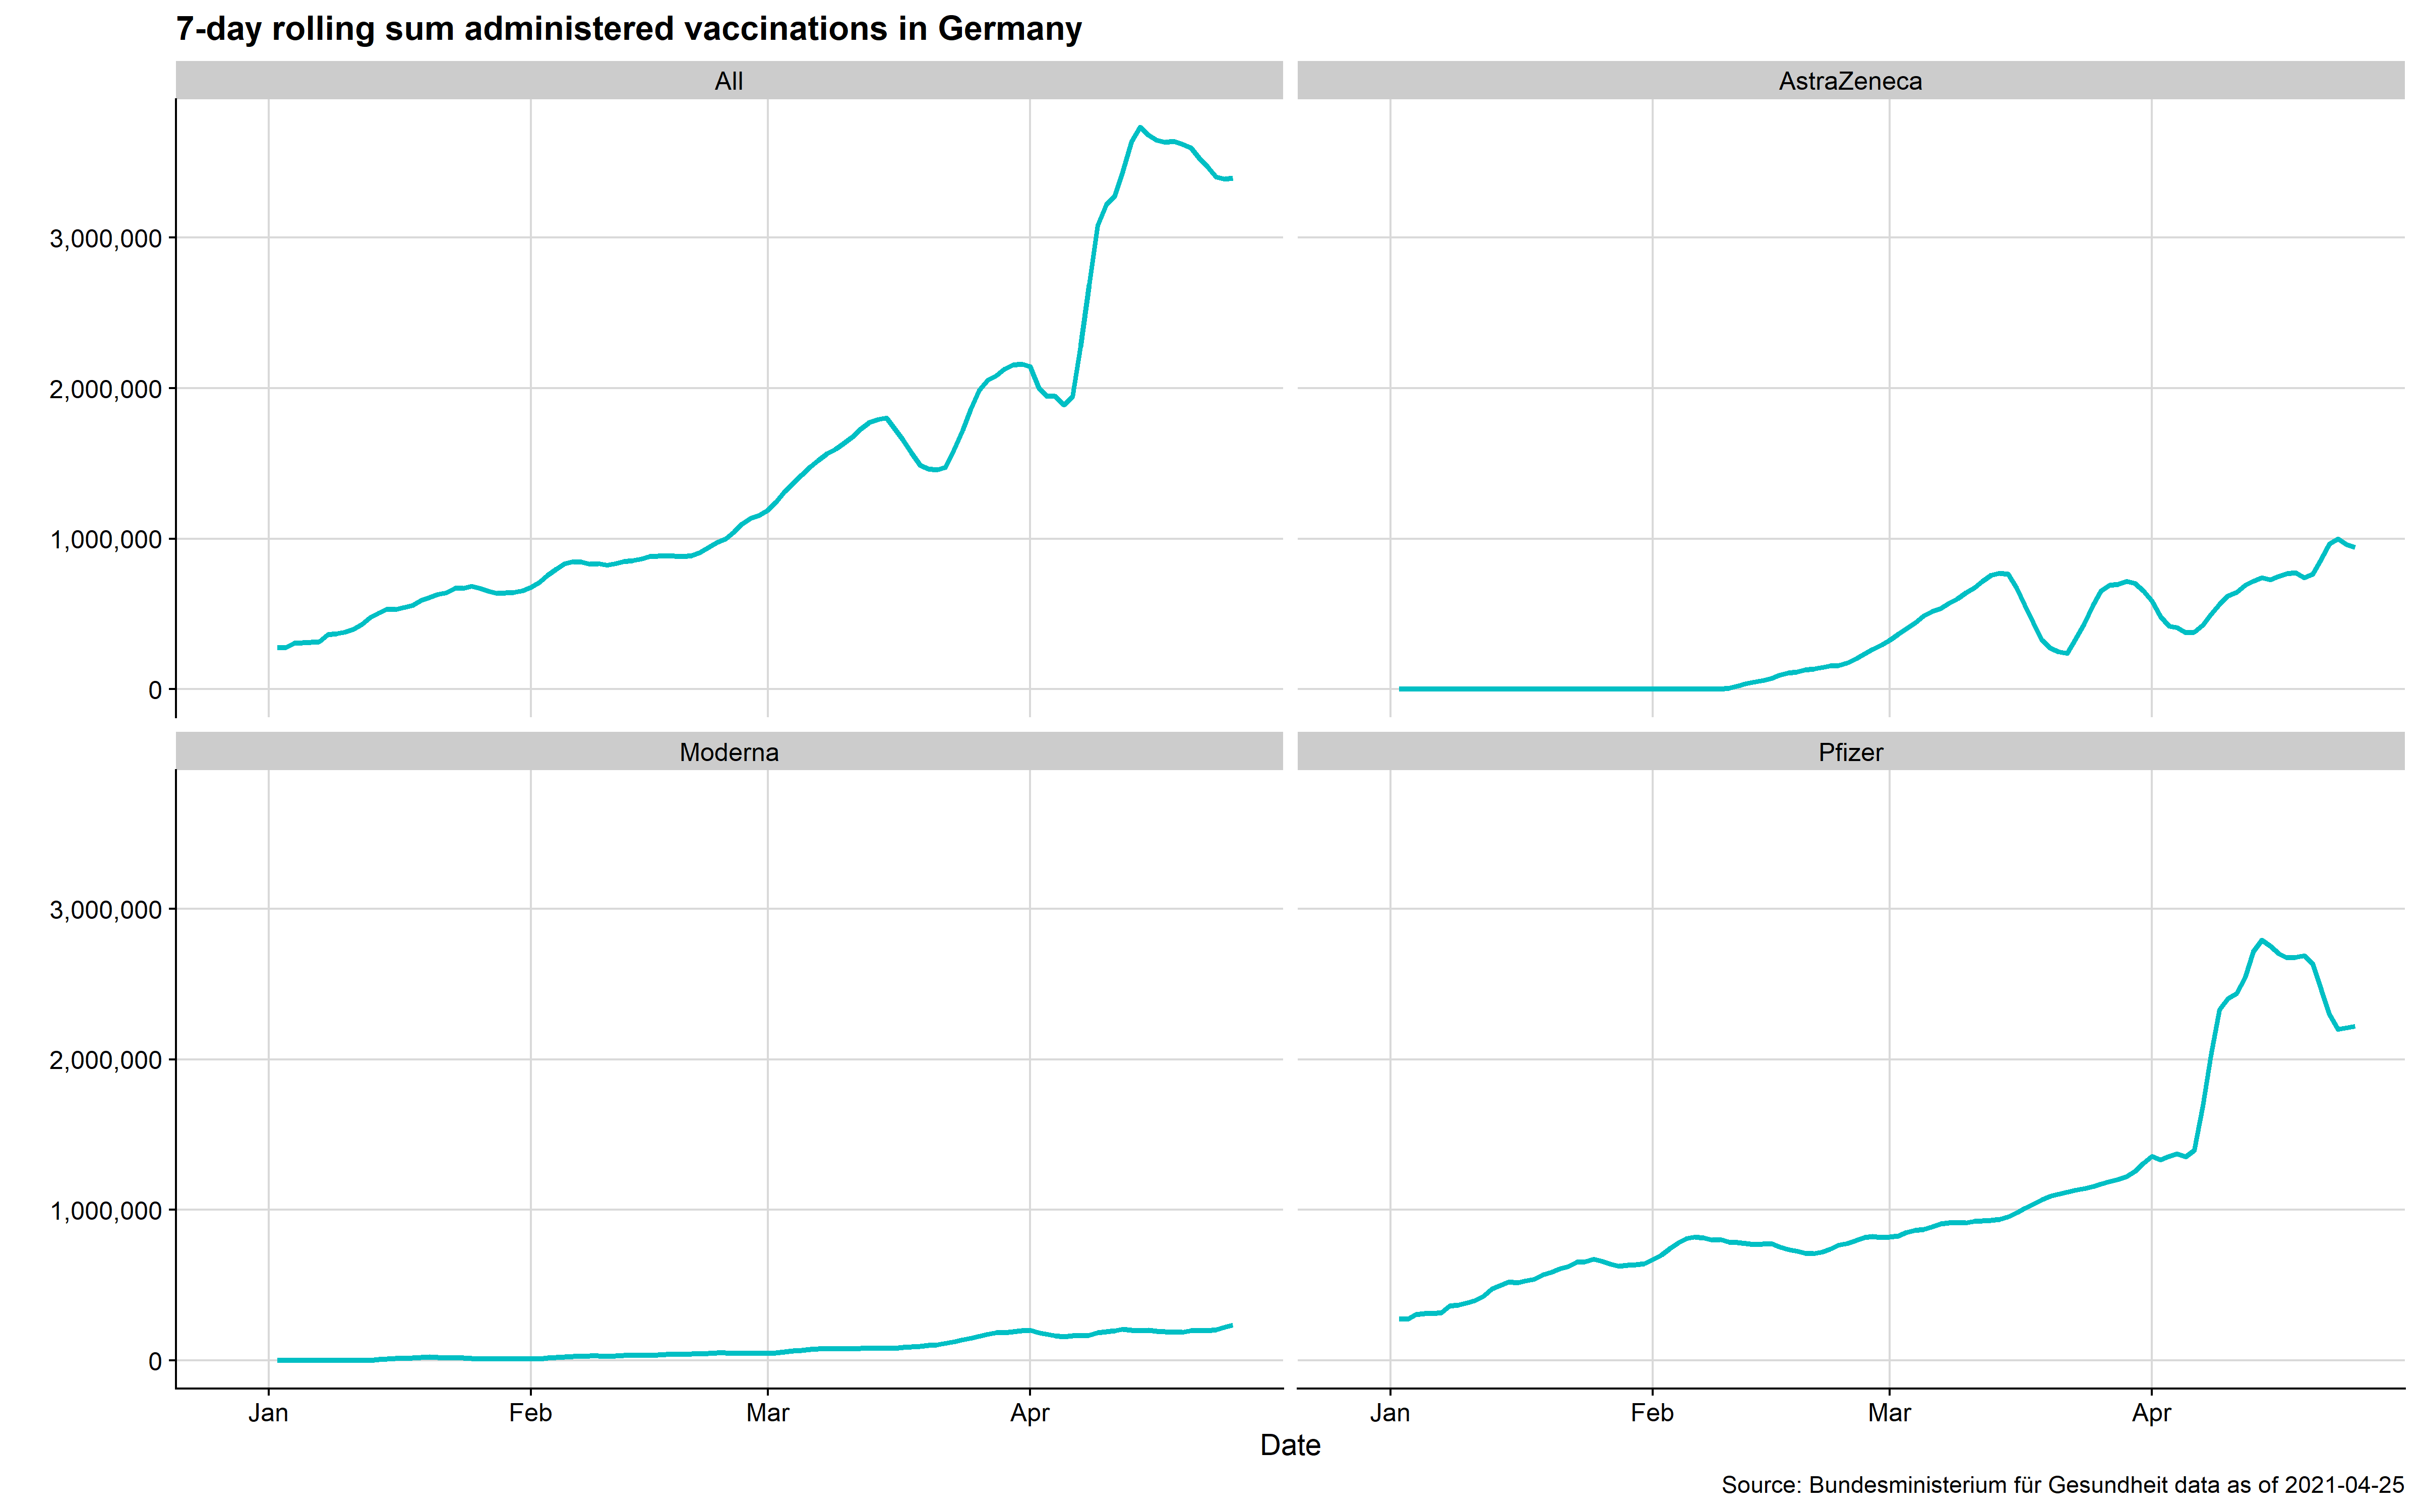 7-day rolling sum administered vaccinations in Germany
All
AstraZeneca
3,000,000
2,000,000
1,000,000
0
Moderna
Pfizer
3,000,000
2,000,000
1,000,000
0
Jan Feb Mar Apr
Jan Feb Mar Apr
Date
Source: Bundesministerium für Gesundheit data as of 2021-04-25